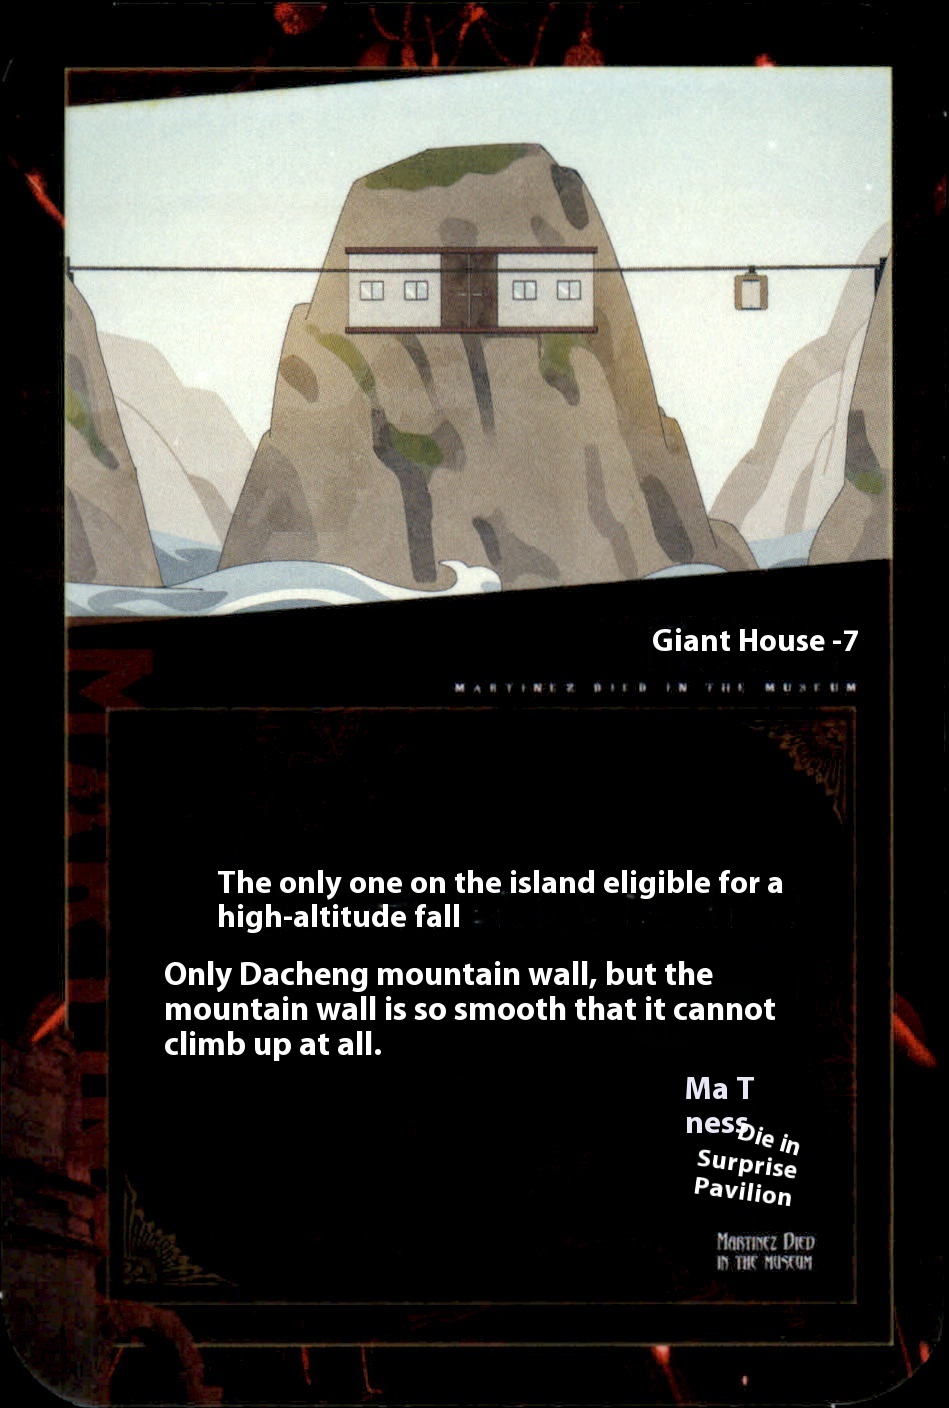 Giant House -7
MARTINEZ DIED IN THE MUSEUM
The only one on the island eligible for a
high-altitude fall
Only Dacheng mountain wall, but the
mountain wall is so smooth that it cannot
climb up at all.
Ma T
ness
Die in
Surprise
Pavilion
MARTINEZ DIED
IN THE MUSEUM